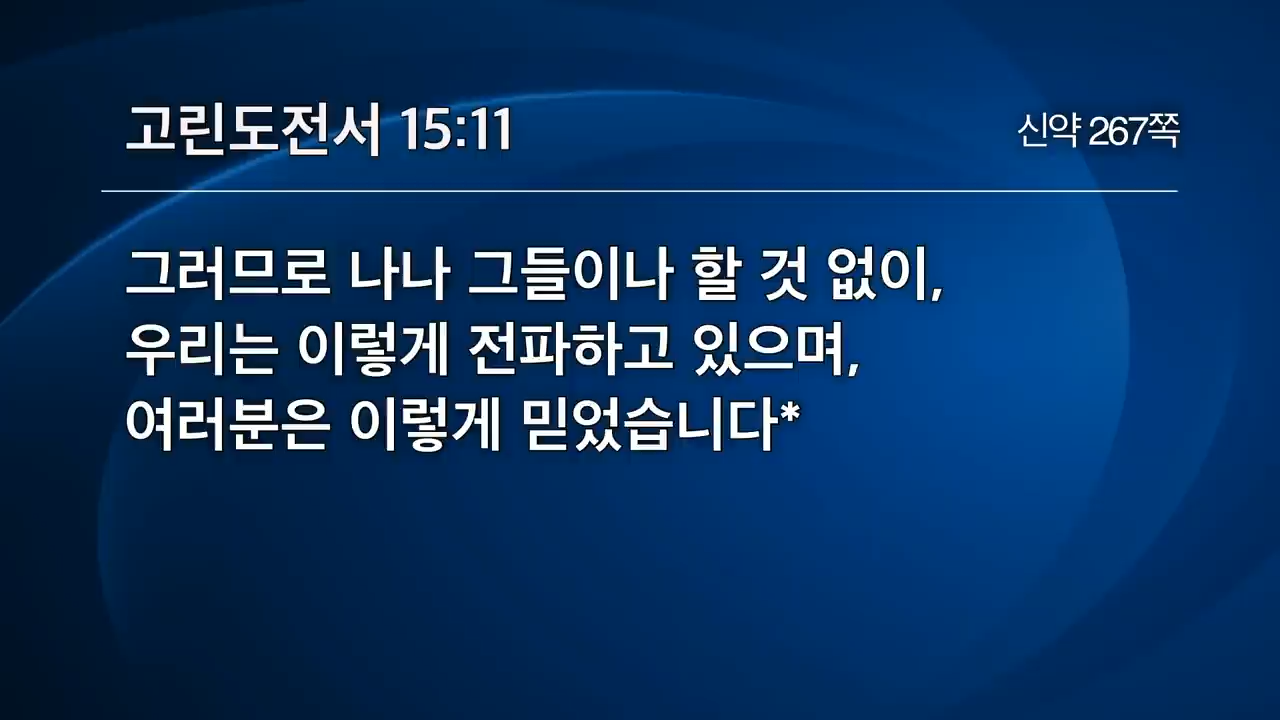 고린도전서 15:11
신약 267쪽
그러므로 나나 그들이나 할 것 없이,
우리는 이렇게 전파하고 있으며,
여러분은 이렇게 믿었습니다*